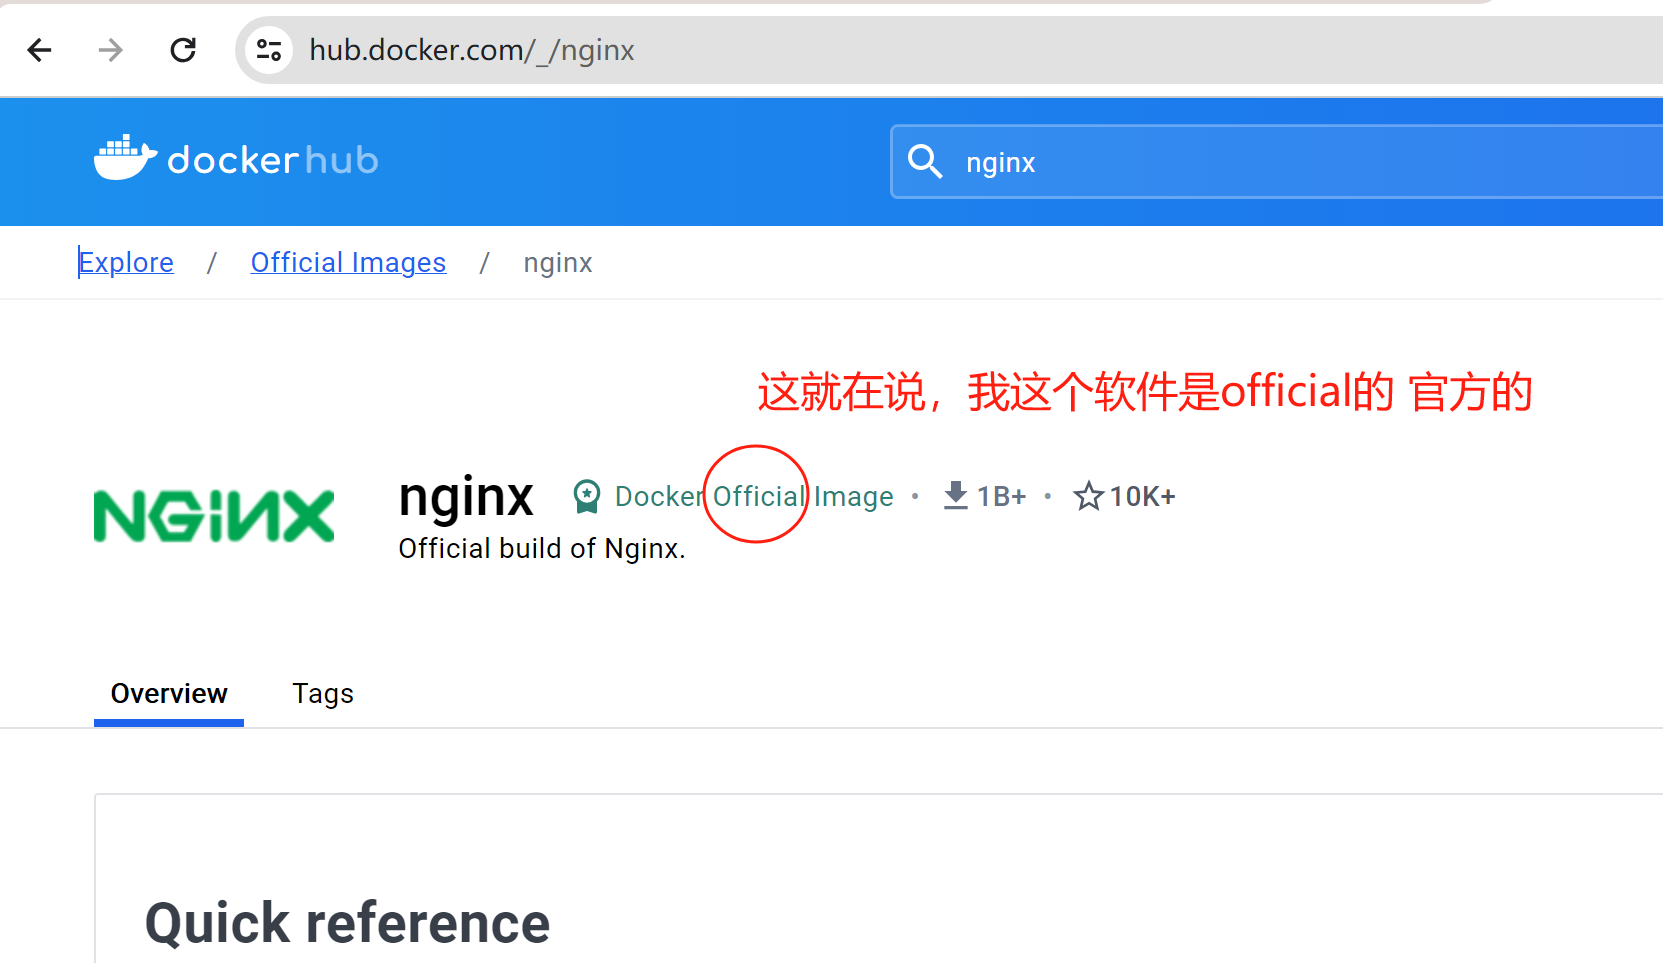 hub.docker.com/_/nginx
dockerhub
nginx
Explore / Official Images / nginx
这就在说，我这个软件是official的 官方的
NGINX
nginx Docker Official Image • 1B+ • 10K+
Official build of Nginx.
Overview Tags
Quick reference